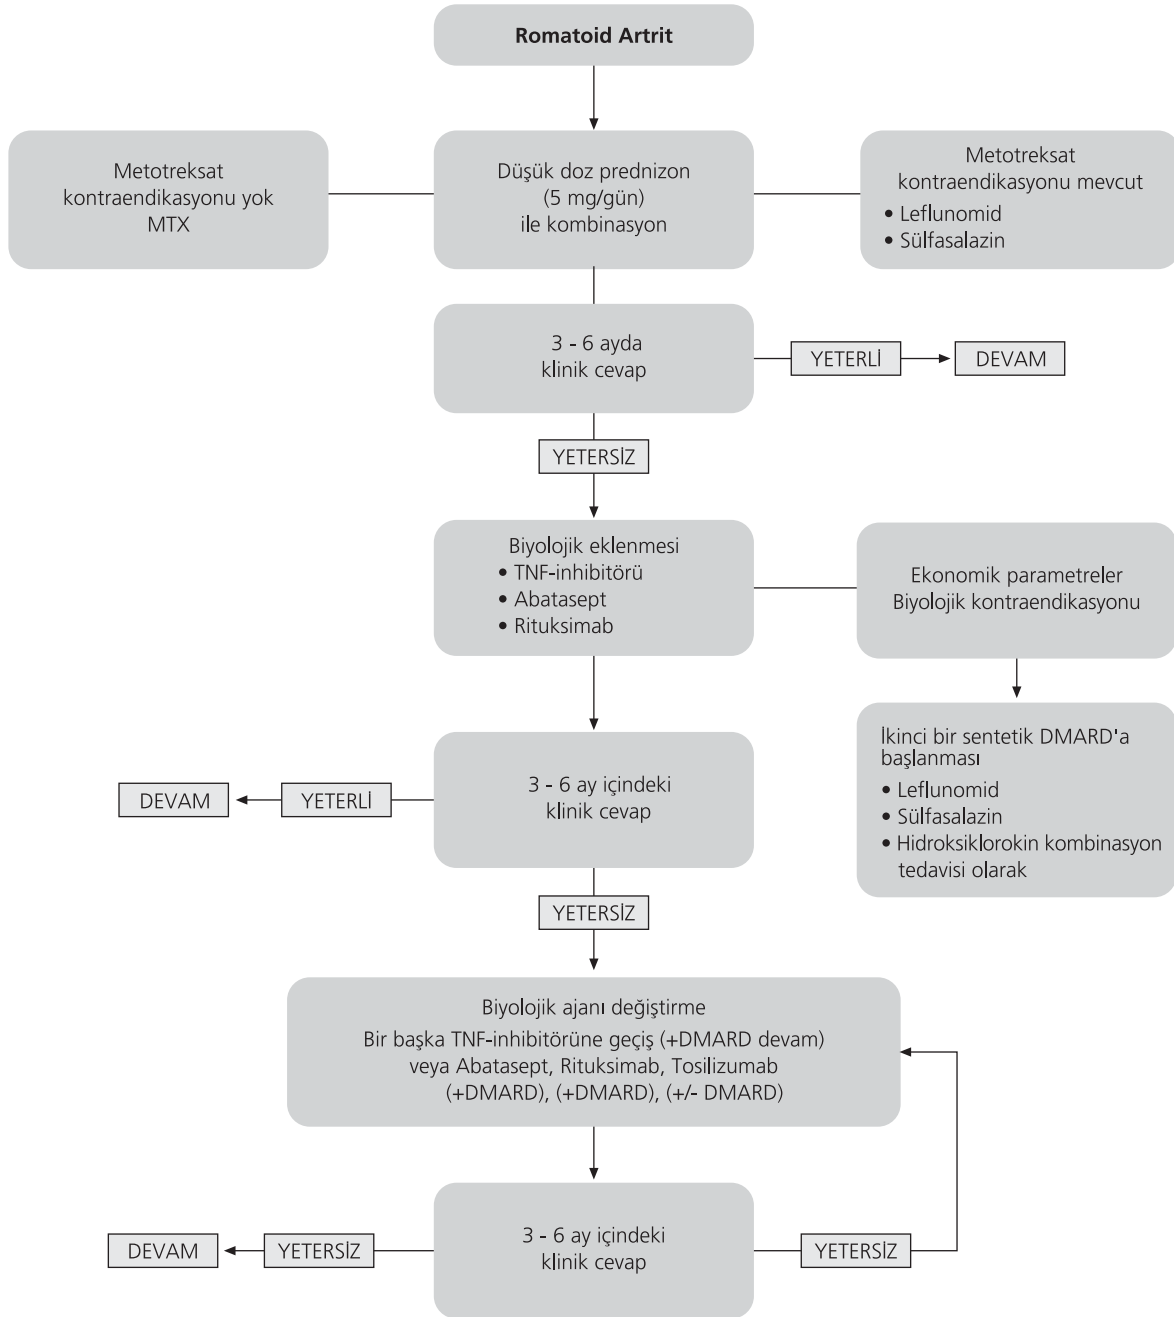 Romatoid Artrit
Metotreksat
kontraendikasyonu yok
MTX
Düşük doz prednizon
(5 mg/gün)
ile kombinasyon
Metotreksat
kontraendikasyonu mevcut
• Leflunomid
• Sülfasalazin
3 - 6 ayda
klinik cevap
YETERLİ
DEVAM
YETERSİZ
Biyolojik eklenmesi
• TNF-inhibitörü
• Abatasept
• Rituksimab
Ekonomik parametreler
Biyolojik kontraendikasyonu
İkinci bir sentetik DMARD'a
başlanması
• Leflunomid
• Sülfasalazin
• Hidroksiklorokin kombinasyon
tedavisi olarak
3 - 6 ay içindeki
klinik cevap
DEVAM
YETERLİ
YETERSİZ
Biyolojik ajanı değiştirme
Bir başka TNF-inhibitörüne geçiş (+DMARD devam)
veya Abatasept, Rituksimab, Tosilizumab
(+DMARD), (+DMARD), (+/- DMARD)
3 - 6 ay içindeki
klinik cevap
DEVAM
YETERSİZ
YETERSİZ